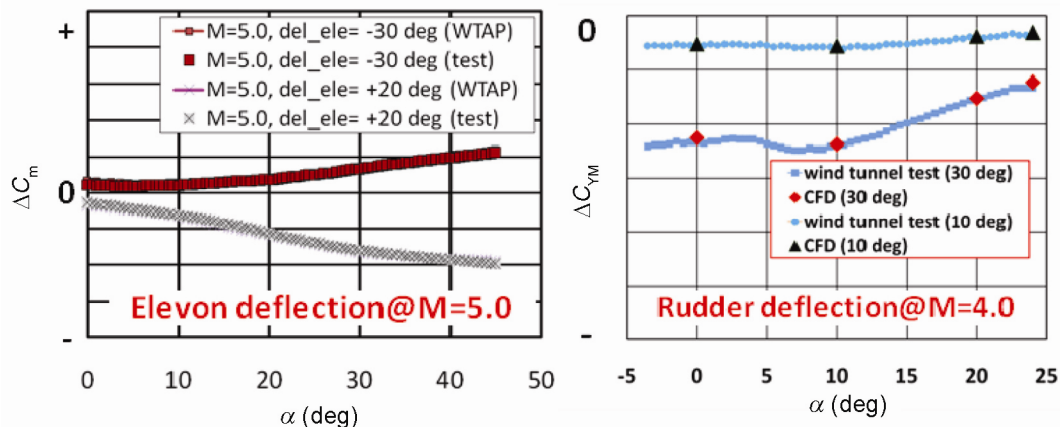 +
M=5.0, del_ele= -30 deg (WTAP)
M=5.0, del_ele= -30 deg (test)
M=5.0, del_ele= +20 deg (WTAP)
M=5.0, del_ele= +20 deg (test)
ΔCm
0
-
Elevon deflection@M=5.0
0 10 20 30 40 50
α (deg)
0
ΔCYM
wind tunnel test (30 deg)
CFD (30 deg)
wind tunnel test (10 deg)
CFD (10 deg)
-
Rudder deflection@M=4.0
-5 0 5 10 15 20 25
α (deg)